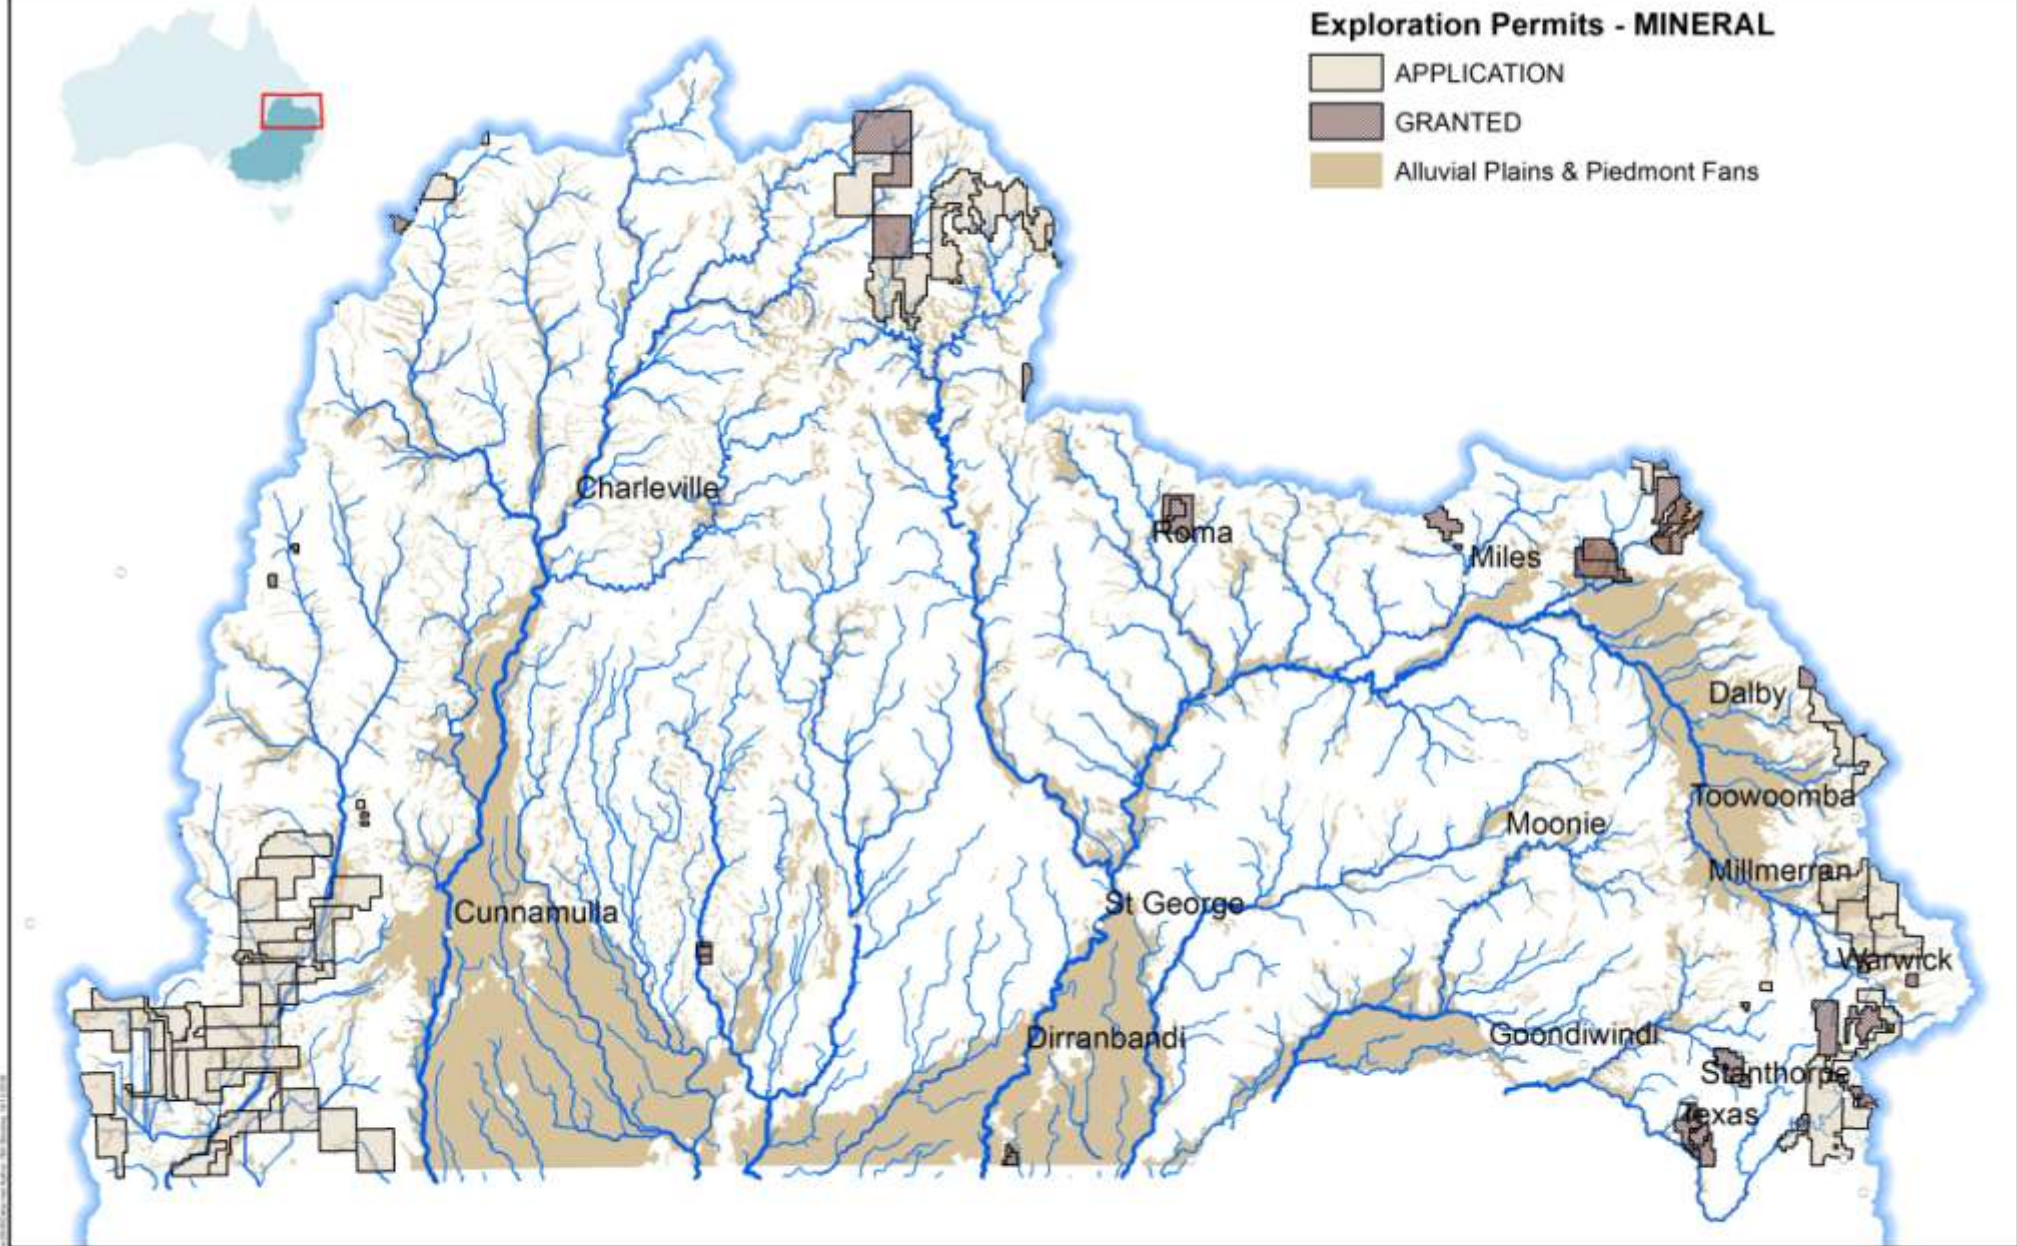 Exploration Permits - MINERAL
APPLICATION
GRANTED
Alluvial Plains & Piedmont Fans
Charleville
Roma
Miles
Dalby
Toowoomba
Moonie
Millmerran
St George
Cunnamulla
Warwick
Dirranbandi
Goondiwindi
Stanthorpe
Texas